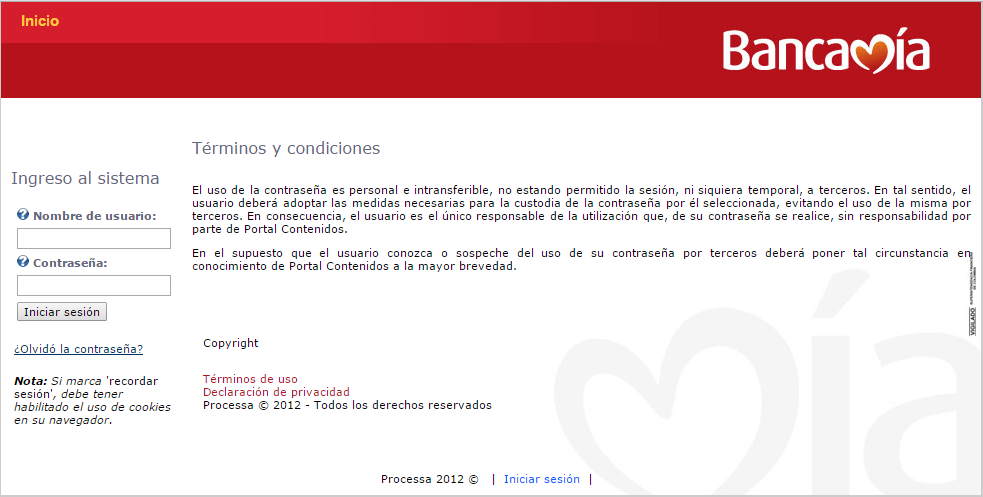 Inicio
Bancamía
Términos y condiciones
Ingreso al sistema
El uso de la contraseña es personal e intransferible, no estando permitido la sesión, ni siquiera temporal, a terceros. En tal sentido, el
usuario deberá adoptar las medidas necesarias para la custodia de la contraseña por él seleccionada, evitando el uso de la misma por
terceros. En consecuencia, el usuario es el único responsable de la utilización que, de su contraseña se realice, sin responsabilidad por
parte de Portal Contenidos.
En el supuesto que el usuario conozca o sospeche del uso de su contraseña por terceros deberá poner tal circunstancia en
conocimiento de Portal Contenidos a la mayor brevedad.
Nombre de usuario:
Contraseña:
Iniciar sesión
¿Olvidó la contraseña?
Nota: Si marca 'recordar
sesión', debe tener
habilitado el uso de cookies
en su navegador.
Copyright
Términos de uso
Declaración de privacidad
Processa © 2012 - Todos los derechos reservados
VIGILADO
SUPERINTENDENCIA FINANCIERA
DE COLOMBIA
mía
Processa 2012 © | Iniciar sesión |